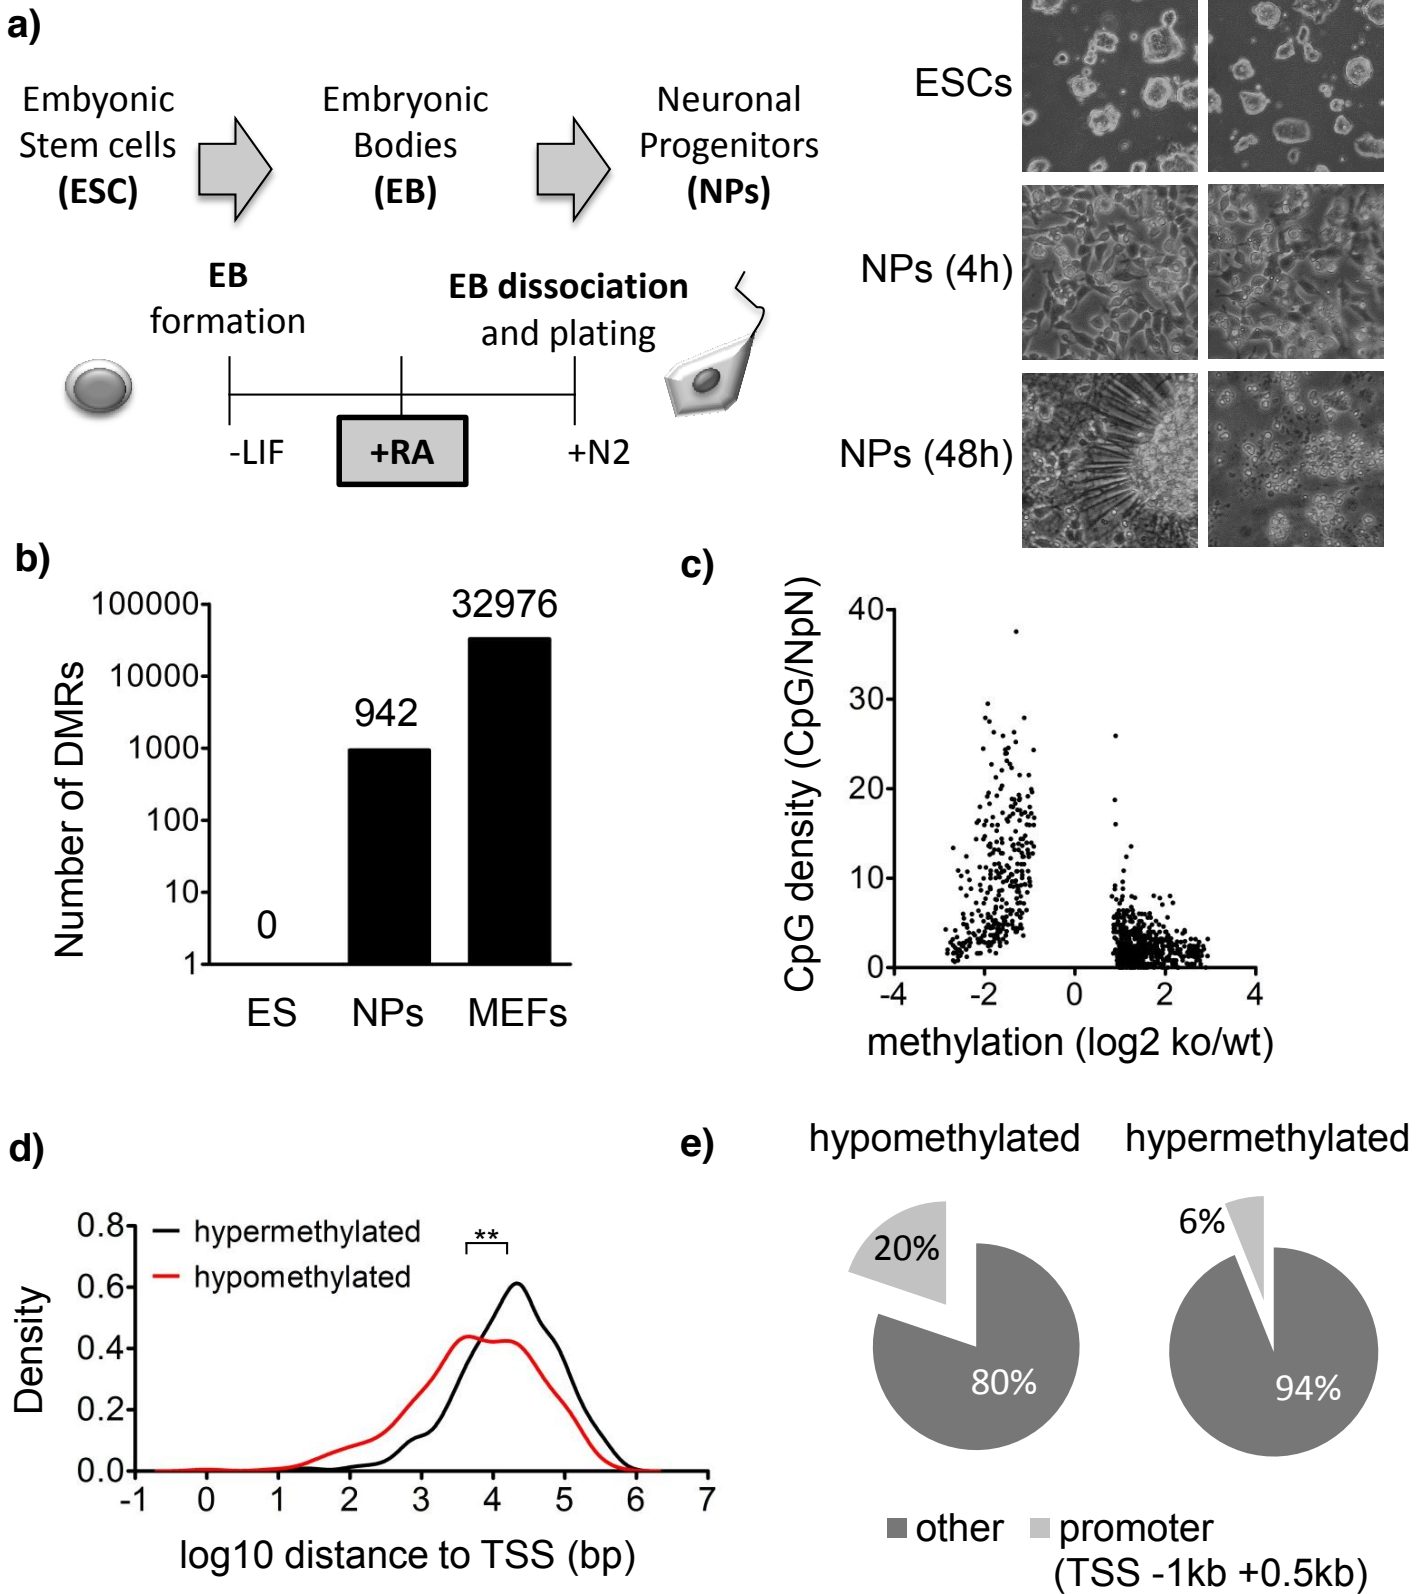 a)
Embyonic
Stem cells
(ESC)
Embryonic
Bodies
(EB)
Neuronal
Progenitors
(NPs)
EB
formation
EB dissociation
and plating
-LIF
+RA
+N2
ESCs
NPs (4h)
NPs (48h)
b)
Number of DMRs
100000
10000
1000
100
10
1
0
942
32976
ES
NPs
MEFs
c)
CpG density (CpG/NpN)
40
30
20
10
0
-4
-2
0
2
4
methylation (log2 ko/wt)
d)
Density
0.8
0.6
0.4
0.2
0.0
hypermethylated
hypomethylated
**
-1
0
1
2
3
4
5
6
7
log10 distance to TSS (bp)
e)
hypomethylated
hypermethylated
20%
80%
6%
94%
other
promoter
(TSS -1kb +0.5kb)